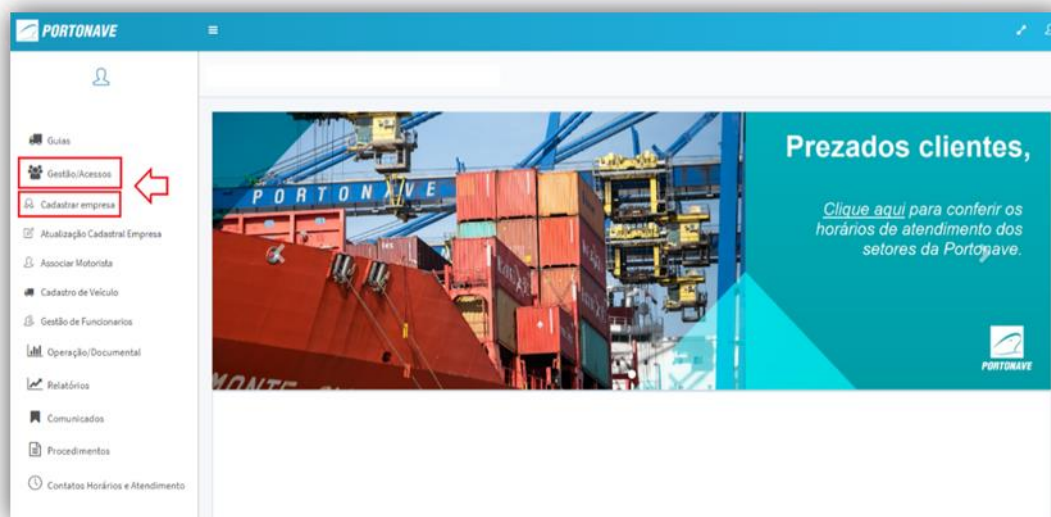 PORTONAVE
Guias
Gestão/Acessos
Cadastrar empresa
Atualização Cadastral Empresa
Associar Motorista
Cadastro de Veículo
Gestão de Funcionarios
Operação/Documental
Relatórios
Comunicados
Procedimentos
Contatos Horários e Atendimento
PORTONAVE
Prezados clientes,
Clique aqui para conferir os
horários de atendimento dos
setores da Portonave.
PORTONAVE
MONTE